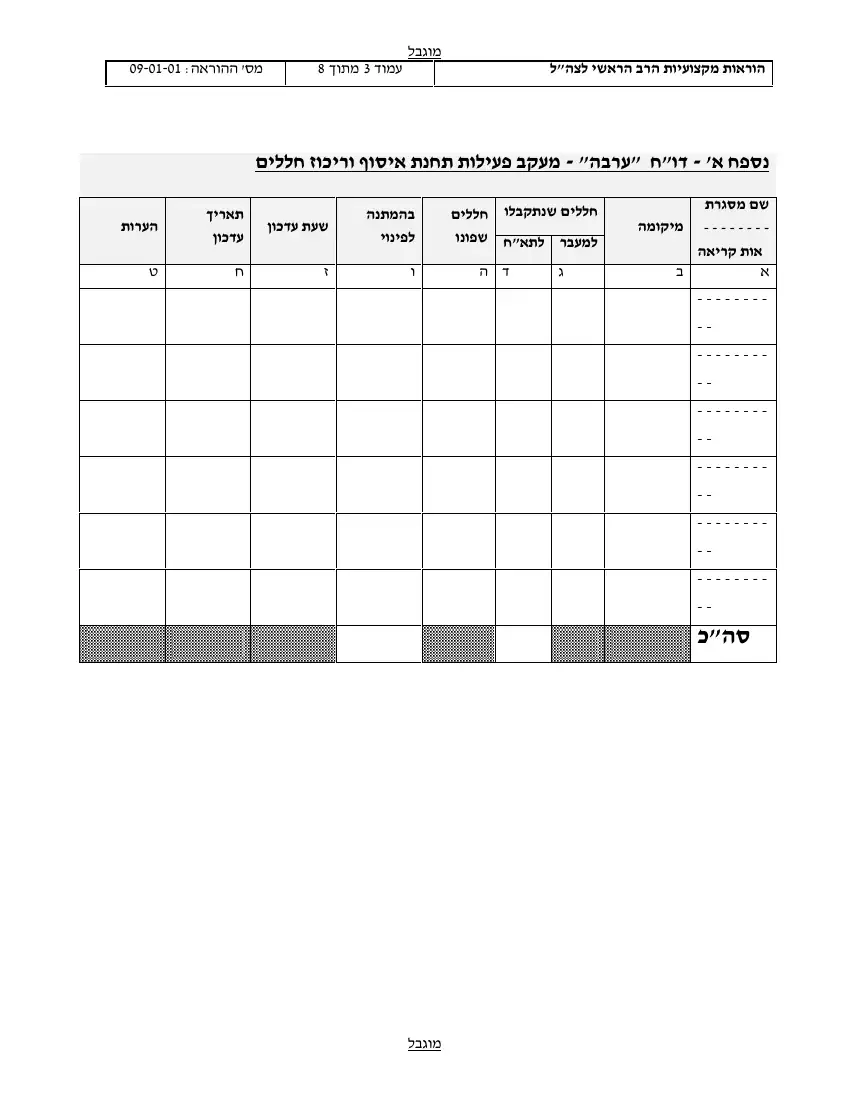 מוגבל
הוראות מקצועיות הרב הראשי לצה"ל עמוד 3 מתוך 8 מס' ההוראה: 09-01-01
נספח א' - דו"ח "ערבה" - מעקב פעילות תחנת איסוף וריכוז חללים
שם מסגרת - - - - - - - - אות קריאה מיקומה חללים שנתקבלו למעבר לתא"ח חללים שפונו בהמתנה לפינוי שעת עדכון תאריך עדכון הערות
א ב ג ד ה ו ז ח ט
- - - - - - - -
- -
- - - - - - - -
- -
- - - - - - - -
- -
- - - - - - - -
- -
- - - - - - - -
- -
- - - - - - - -
- -
סה"כ
מוגבל